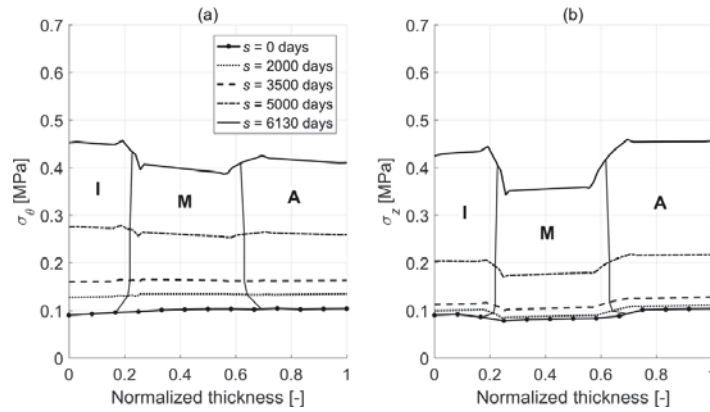 (a)
0.7
0.6
0.5
0.4
0.3
0.2
0.1
0
σθ [MPa]
s = 0 days
s = 2000 days
s = 3500 days
s = 5000 days
s = 6130 days
I
M
A
0 0.2 0.4 0.6 0.8 1
Normalized thickness [-]
(b)
0.7
0.6
0.5
0.4
0.3
0.2
0.1
0
σz [MPa]
I
M
A
0 0.2 0.4 0.6 0.8 1
Normalized thickness [-]